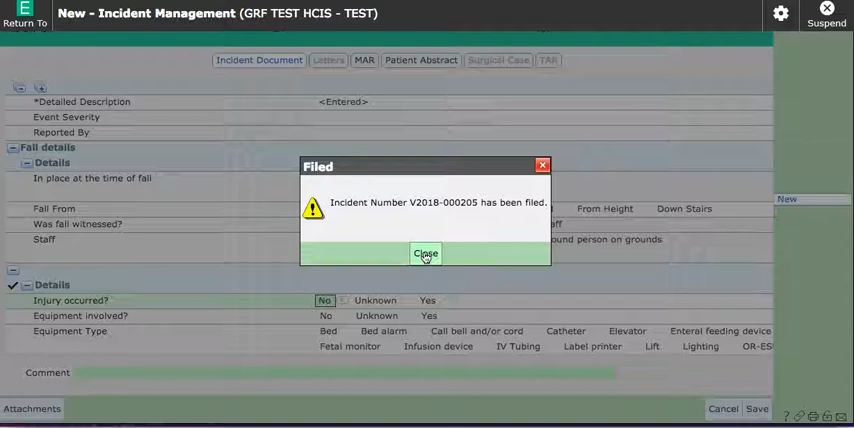 E
Return To
New - Incident Management (GRF TEST HCIS - TEST)
Suspend
Incident Document Letters MAR Patient Abstract Surgical Case TAR
*Detailed Description <Entered>
Event Severity
Reported By
Fall details
Details
In place at the time of fall
Fall From From Height Down Stairs
Was fall witnessed?
Staff ound person on grounds
Filed
Incident Number V2018-000205 has been filed.
Close
New
Details
Injury occurred? No Unknown Yes
Equipment involved? No Unknown Yes
Equipment Type Bed Bed alarm Call bell and/or cord Catheter Elevator Enteral feeding device
Fetal monitor Infusion device IV Tubing Label printer Lift Lighting OR-ES
Comment
Attachments Cancel Save